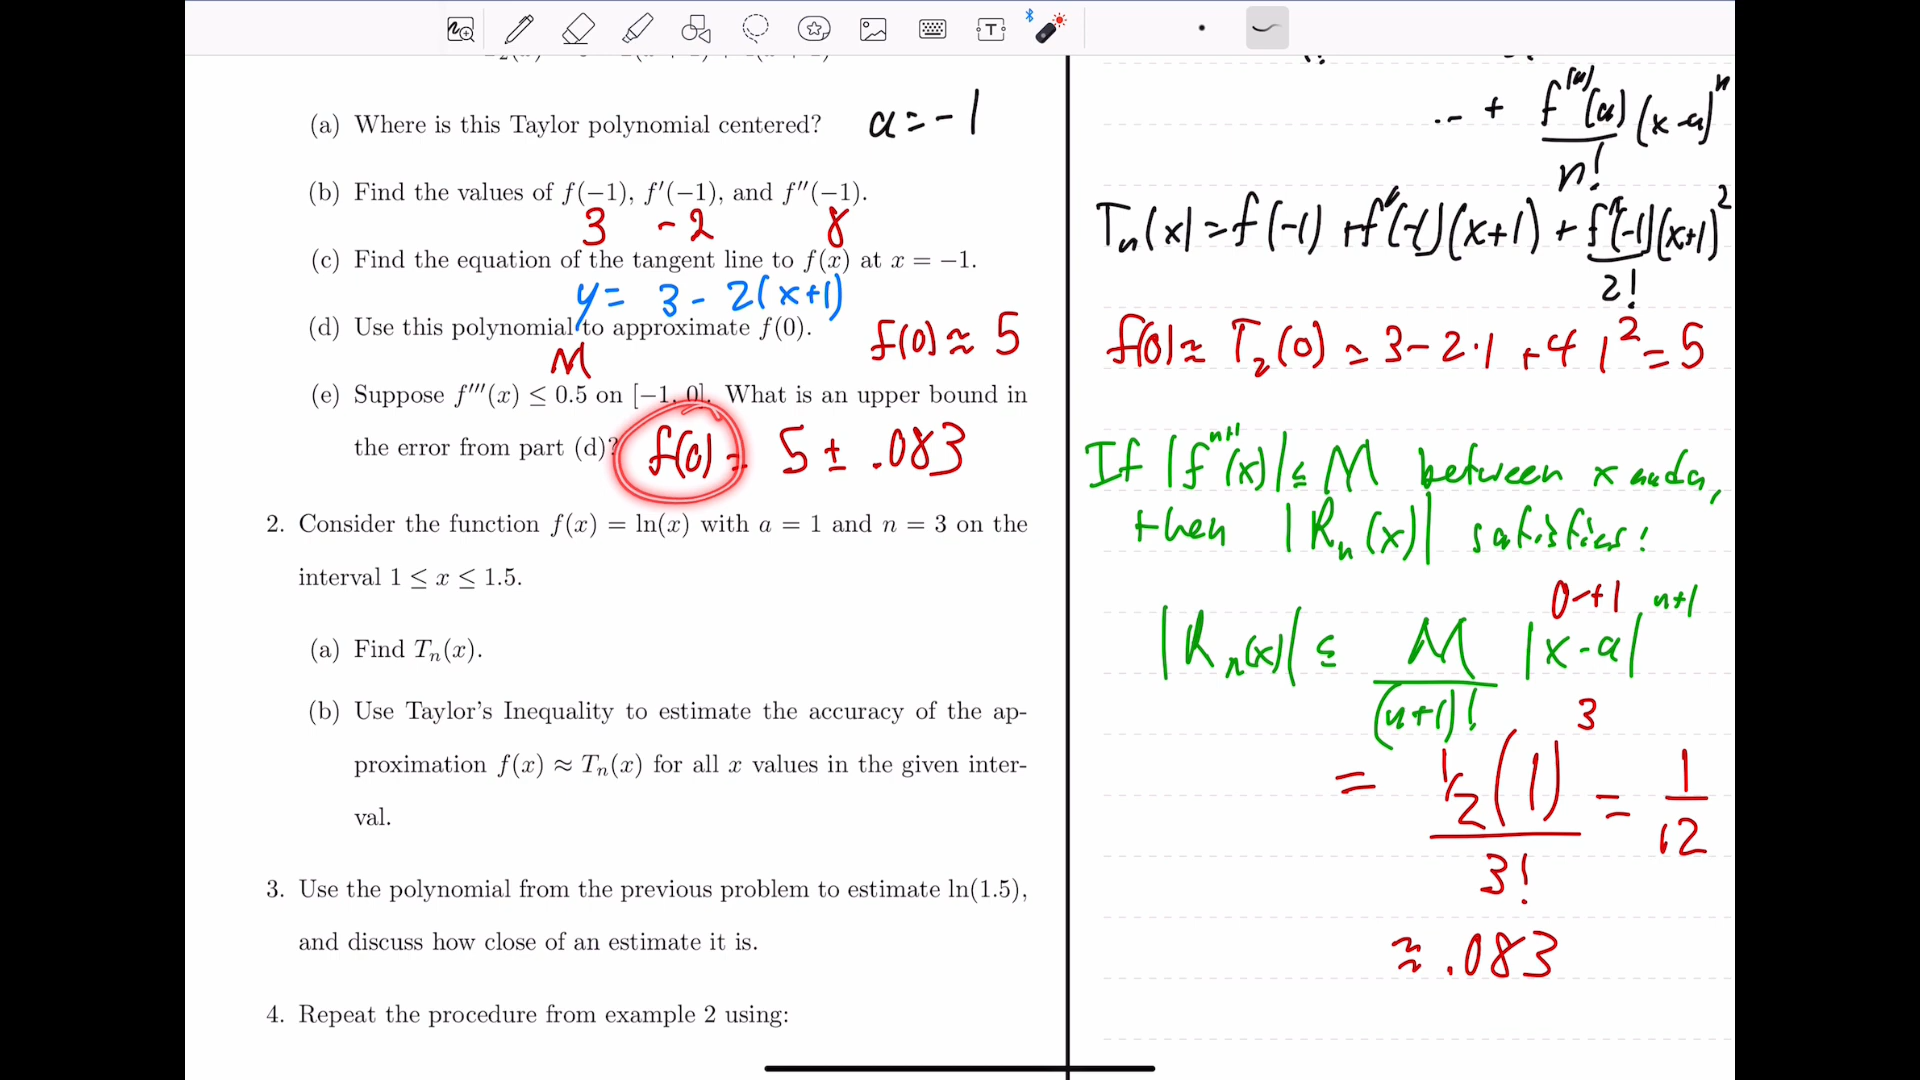 (a) Where is this Taylor polynomial centered? a = -1
(b) Find the values of f(−1), f′(−1), and f″(−1).
3 -2 8
(c) Find the equation of the tangent line to f(x) at x = −1.
y = 3 - 2(x+1)
(d) Use this polynomial to approximate f(0). f(0) ≈ 5
M
(e) Suppose f‴(x) ≤ 0.5 on [−1, 0]. What is an upper bound in
the error from part (d)? f(0) = 5 ± .083
2. Consider the function f(x) = ln(x) with a = 1 and n = 3 on the
interval 1 ≤ x ≤ 1.5.
(a) Find Tₙ(x).
(b) Use Taylor's Inequality to estimate the accuracy of the ap-
proximation f(x) ≈ Tₙ(x) for all x values in the given inter-
val.
3. Use the polynomial from the previous problem to estimate ln(1.5),
and discuss how close of an estimate it is.
4. Repeat the procedure from example 2 using:
.. + f⁽ⁿ⁾(a)/n! (x-a)ⁿ
Tₙ(x) = f(-1) + f'(-1)(x+1) + f″(-1)/2! (x+1)²
f(0) ≈ T₂(0) = 3 - 2·1 + 4 1² = 5
If |fⁿ⁺¹(x)| ≤ M between x and a,
then |Rₙ(x)| satisfies:
0-+1
|Rₙ(x)| ≤ M/(n+1)! |x-a|ⁿ⁺¹
3
= ½(1)/3! = 1/12
≈ .083